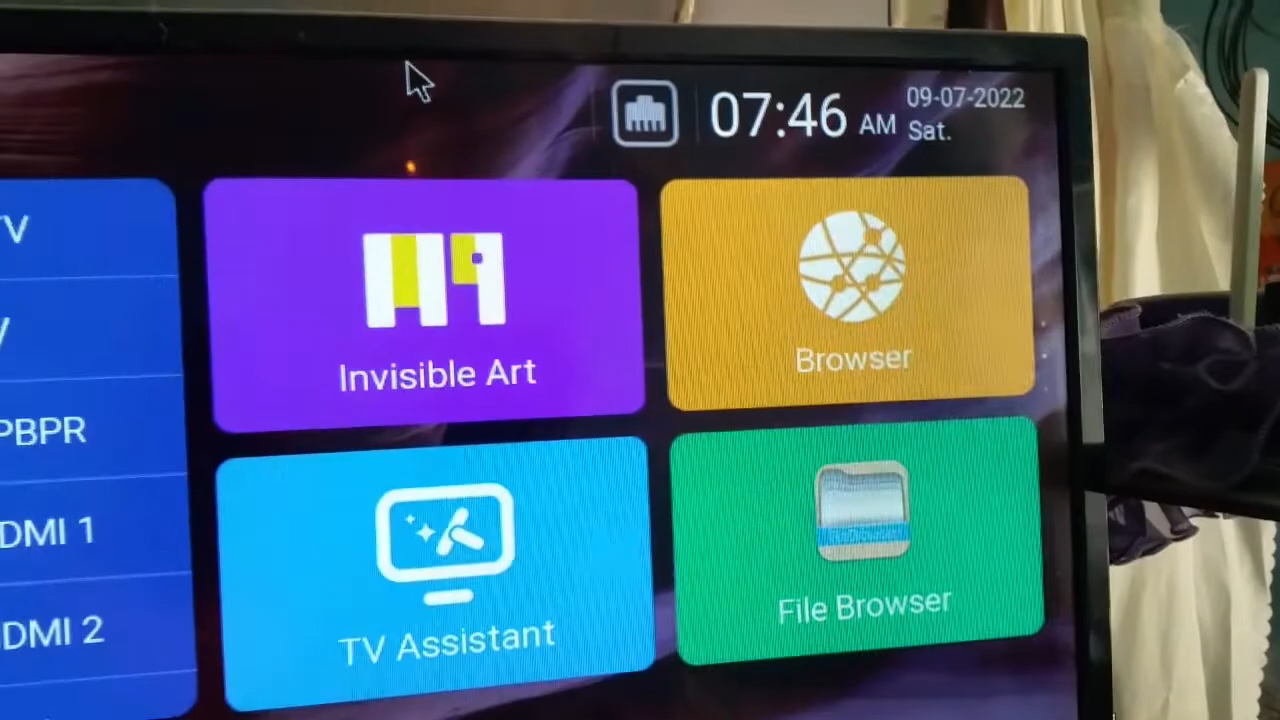 07:46 AM
09-07-2022
Sat.
TV
Invisible Art
Browser
PBPR
DMI 1
DMI 2
TV Assistant
File Browser